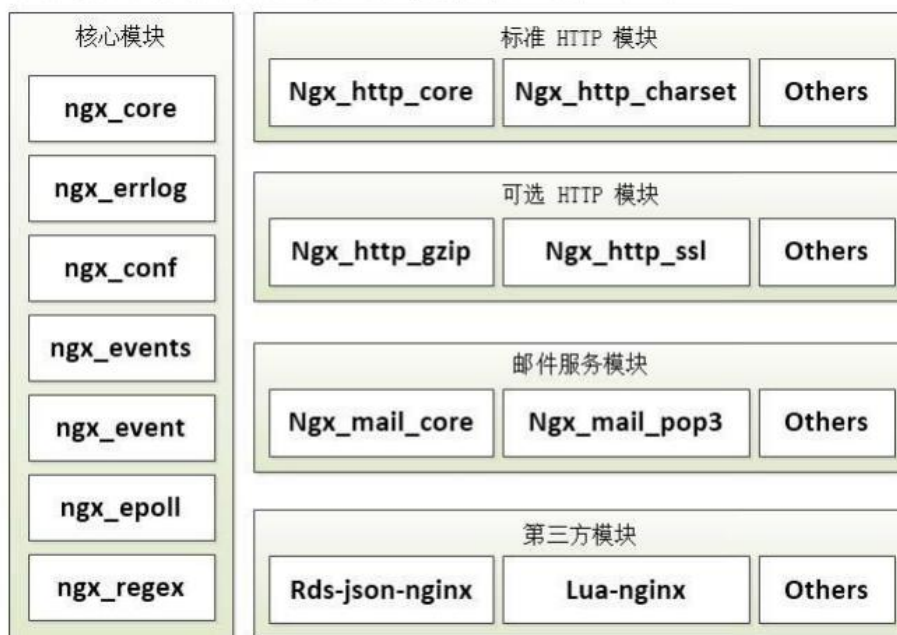 核心模块
ngx_core
ngx_errlog
ngx_conf
ngx_events
ngx_event
ngx_epoll
ngx_regex
标准 HTTP 模块
Ngx_http_core Ngx_http_charset Others
可选 HTTP 模块
Ngx_http_gzip Ngx_http_ssl Others
邮件服务模块
Ngx_mail_core Ngx_mail_pop3 Others
第三方模块
Rds-json-nginx Lua-nginx Others